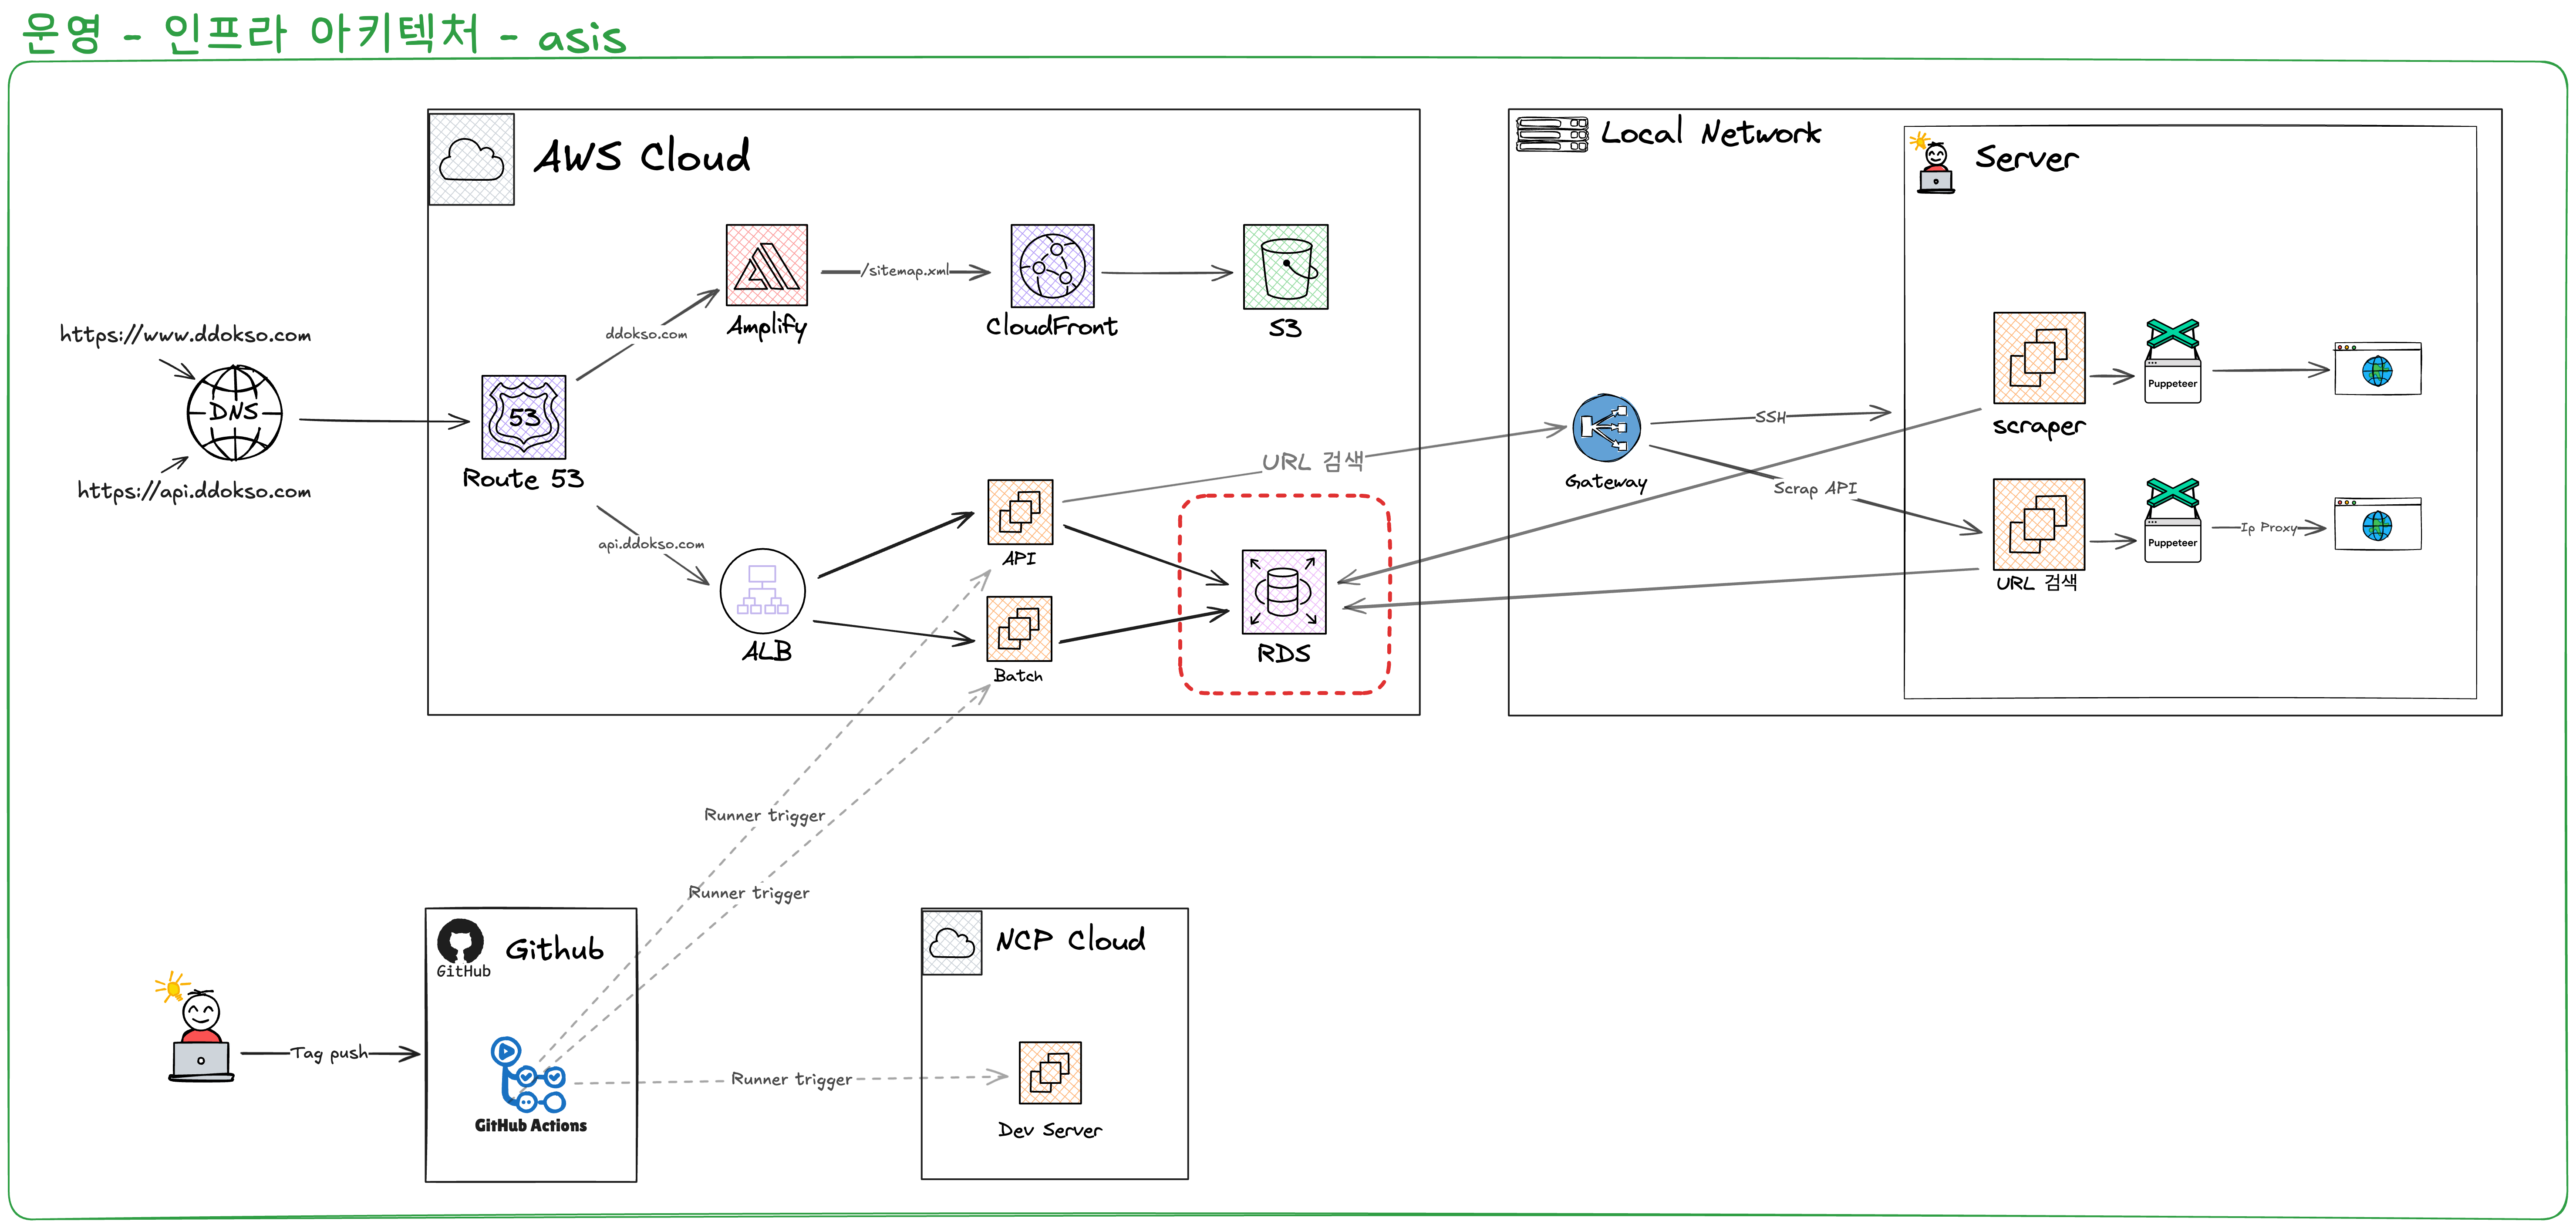 운영 - 인프라 아키텍처 - asis
AWS Cloud
Local Network
Server
/sitemap.xml
ddokso.com
Amplify
CloudFront
S3
https://www.ddokso.com
DNS
https://api.ddokso.com
53
Route 53
api.ddokso.com
ALB
API
Batch
URL 검색
RDS
Gateway
SSH
Scrap API
scraper
Puppeteer
URL 검색
Puppeteer
Ip Proxy
Runner trigger
Runner trigger
GitHub
Github
NCP Cloud
Tag push
GitHub Actions
Runner trigger
Dev Server